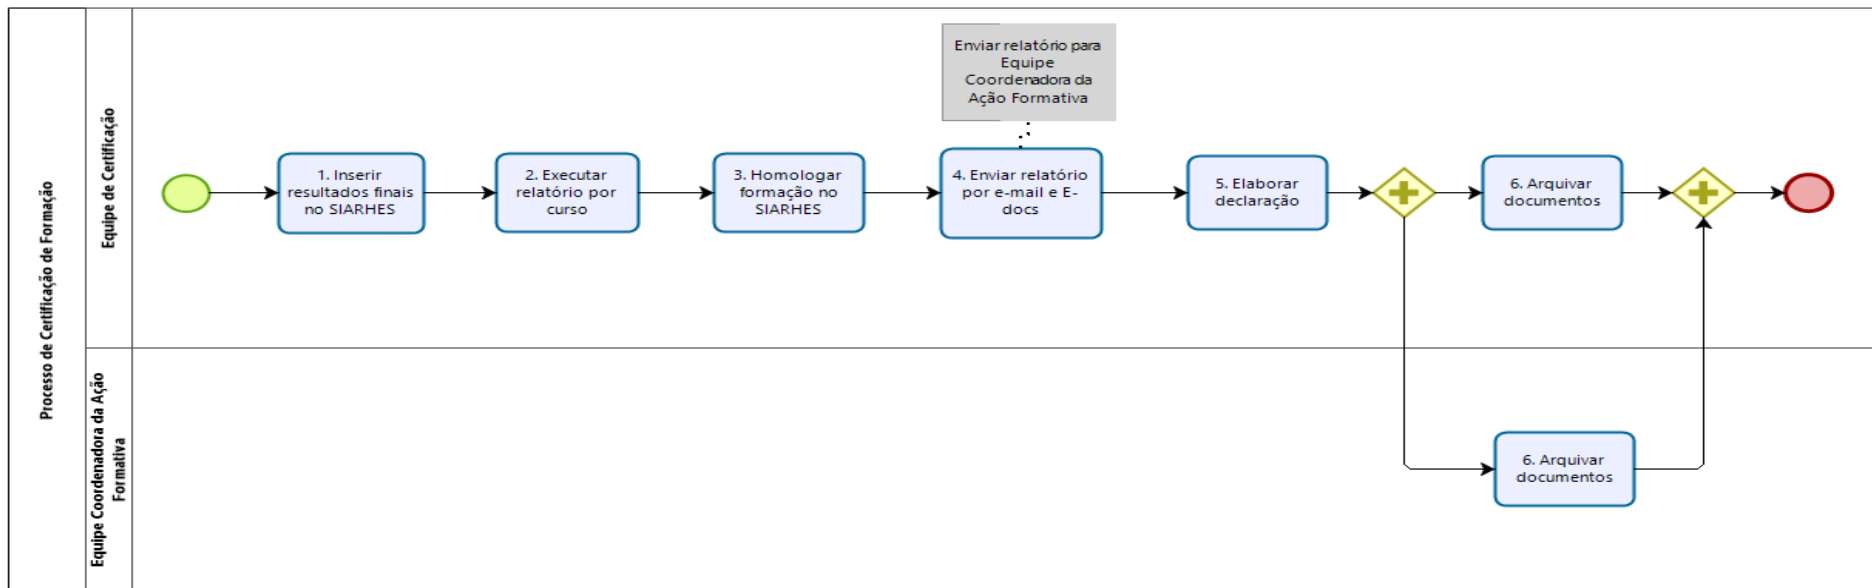 Processo de Certificação de Formação
Equipe de Certificação
Enviar relatório para
Equipe
Coordenadora da
Ação Formativa
1. Inserir
resultados finais
no SIARHES
2. Executar
relatório por
curso
3. Homologar
formação no
SIARHES
4. Enviar relatório
por e-mail e E-
docs
5. Elaborar
declaração
6. Arquivar
documentos
Equipe Coordenadora da Ação
Formativa
6. Arquivar
documentos